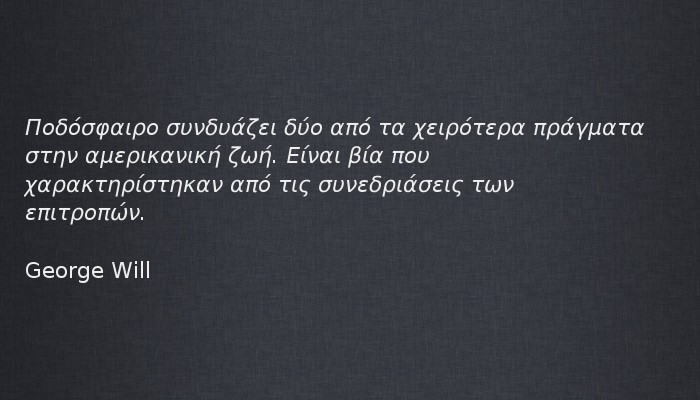 Ποδόσφαιρο συνδυάζει δύο από τα χειρότερα πράγματα
στην αμερικανική ζωή. Είναι βία που
χαρακτηρίστηκαν από τις συνεδριάσεις των
επιτροπών.
George Will